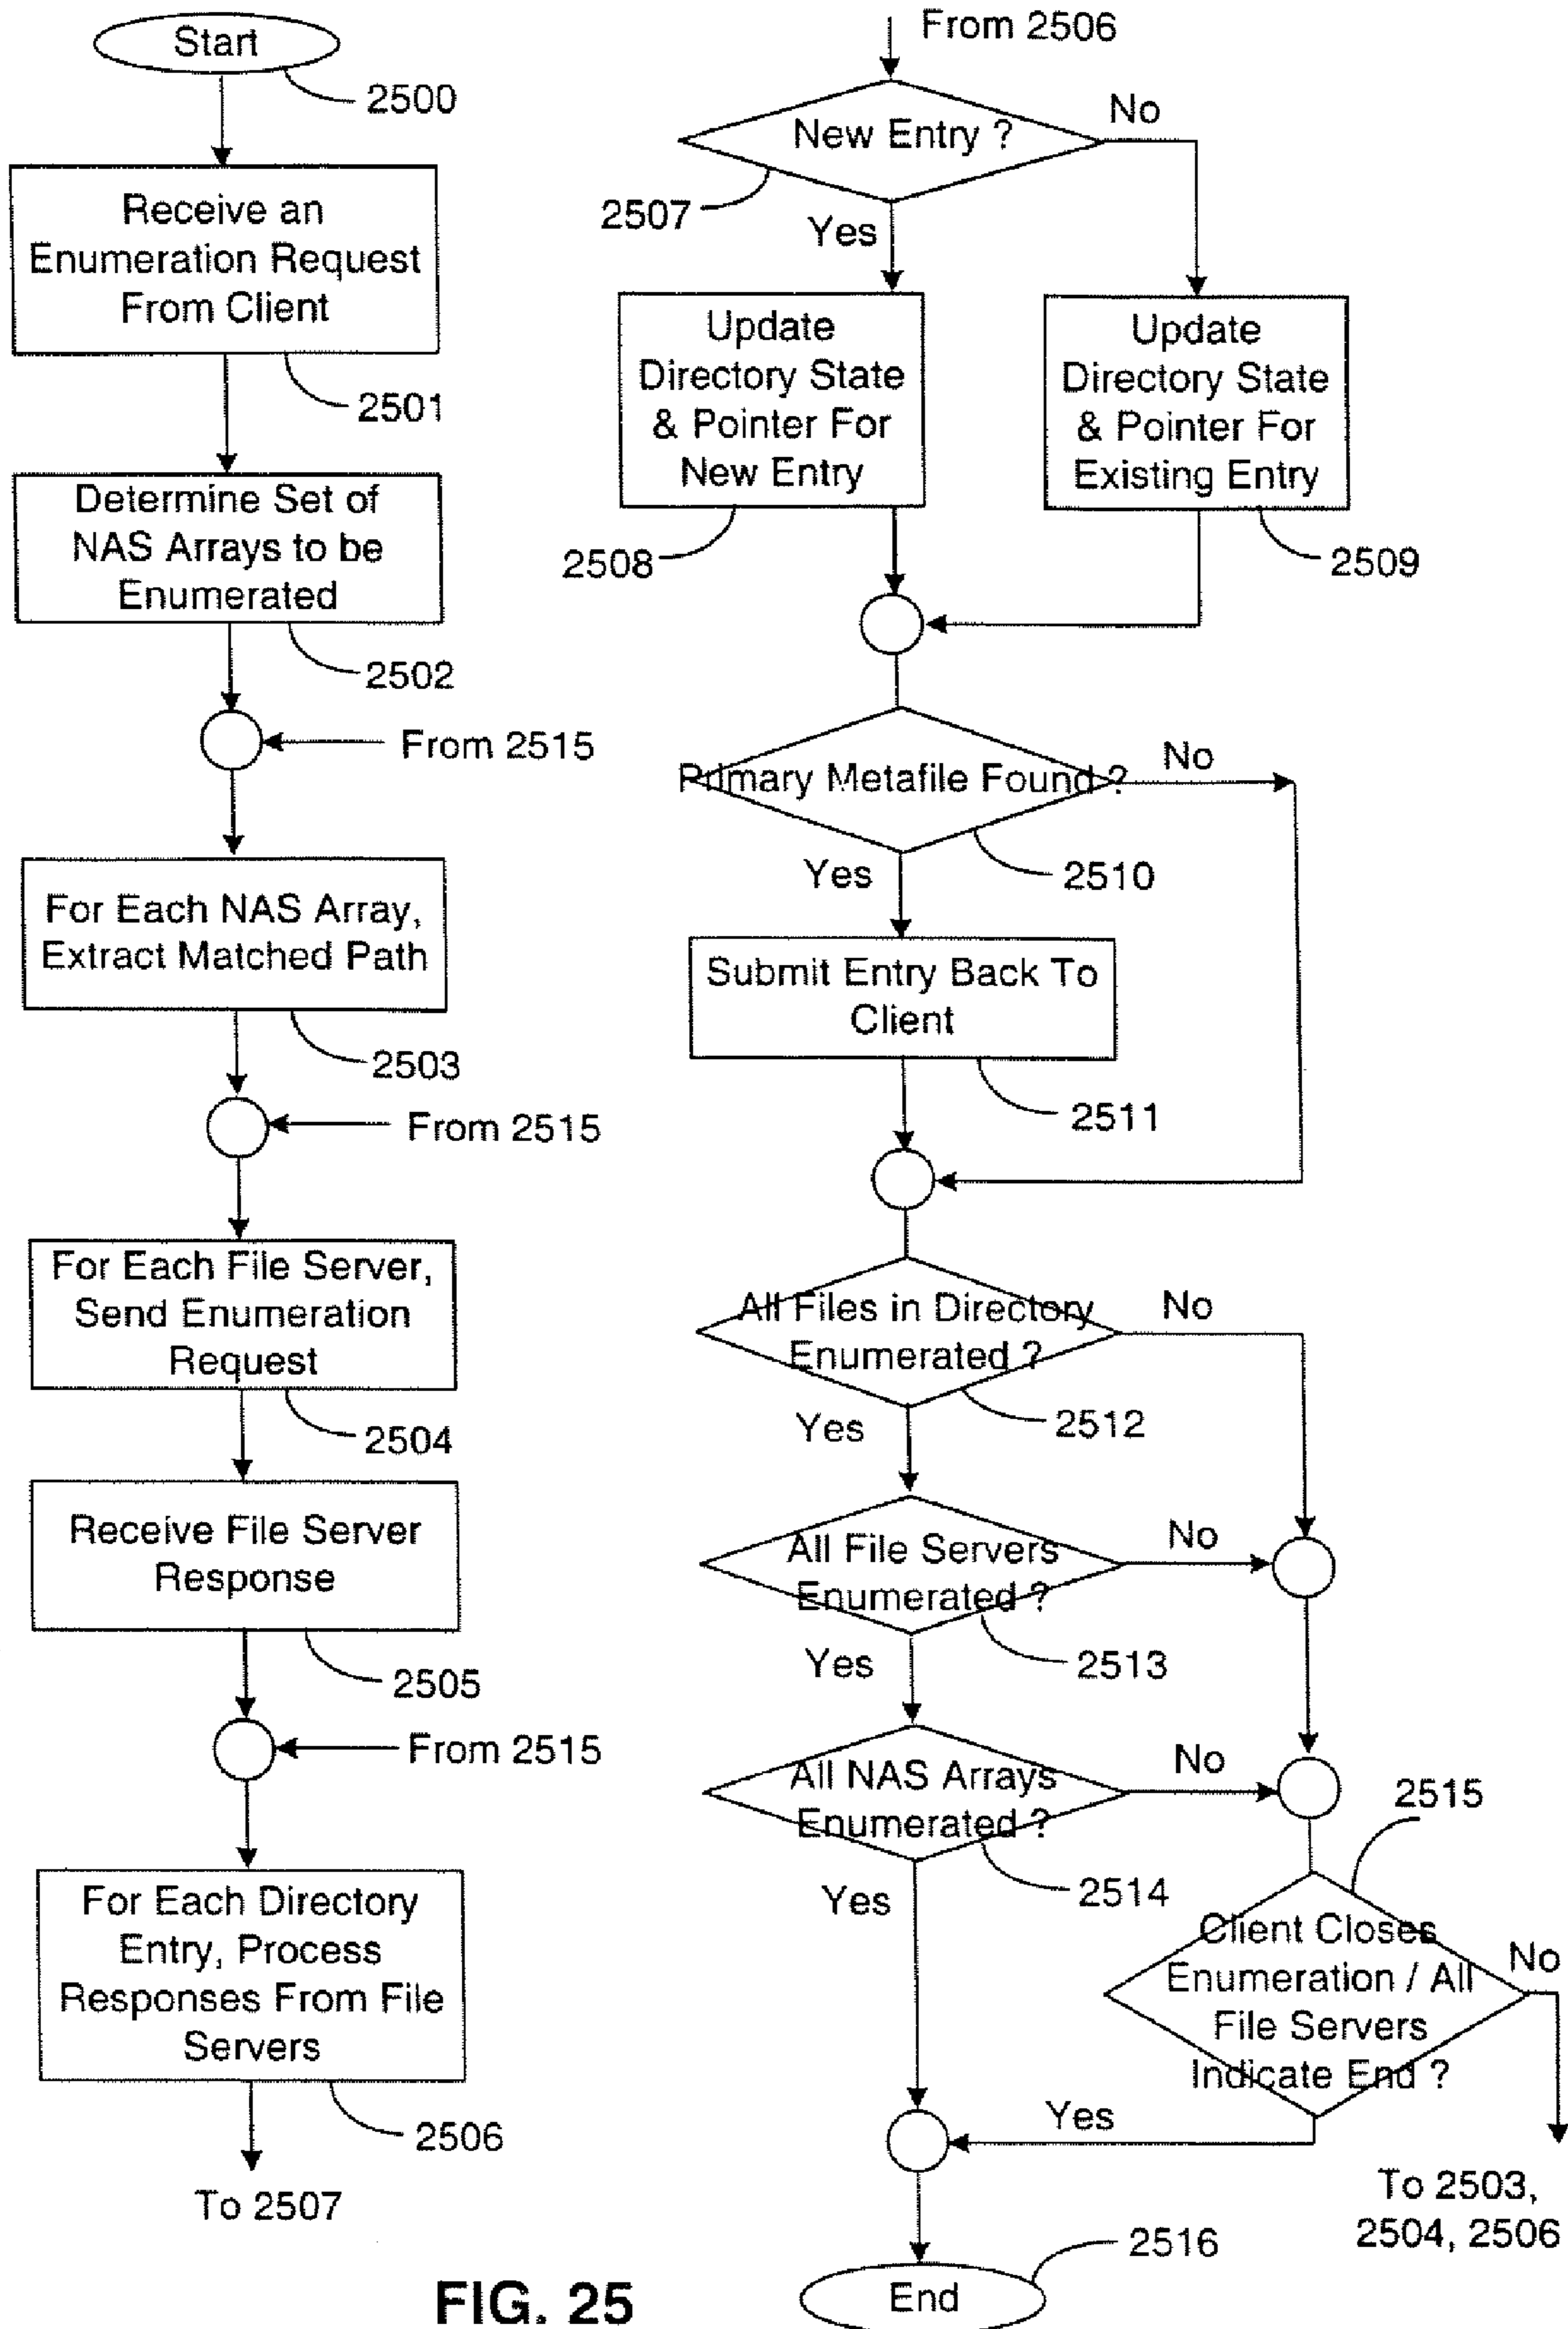 Start
2500
Receive an
Enumeration Request
From Client
2501
Determine Set of
NAS Arrays to be
Enumerated
2502
From 2515
For Each NAS Array,
Extract Matched Path
2503
From 2515
For Each File Server,
Send Enumeration
Request
2504
Receive File Server
Response
2505
From 2515
For Each Directory
Entry, Process
Responses From File
Servers
2506
To 2507
From 2506
New Entry ?
No
2507
Yes
Update
Directory State
& Pointer For
New Entry
2508
Update
Directory State
& Pointer For
Existing Entry
2509
Primary Metafile Found ?
No
Yes
2510
Submit Entry Back To
Client
2511
All Files in Directory
Enumerated ?
No
Yes
2512
All File Servers
Enumerated ?
No
Yes
2513
All NAS Arrays
Enumerated ?
No
Yes
2514
2515
Client Closes
Enumeration / All
File Servers
Indicate End ?
No
Yes
To 2503,
2504, 2506
2516
End
FIG. 25